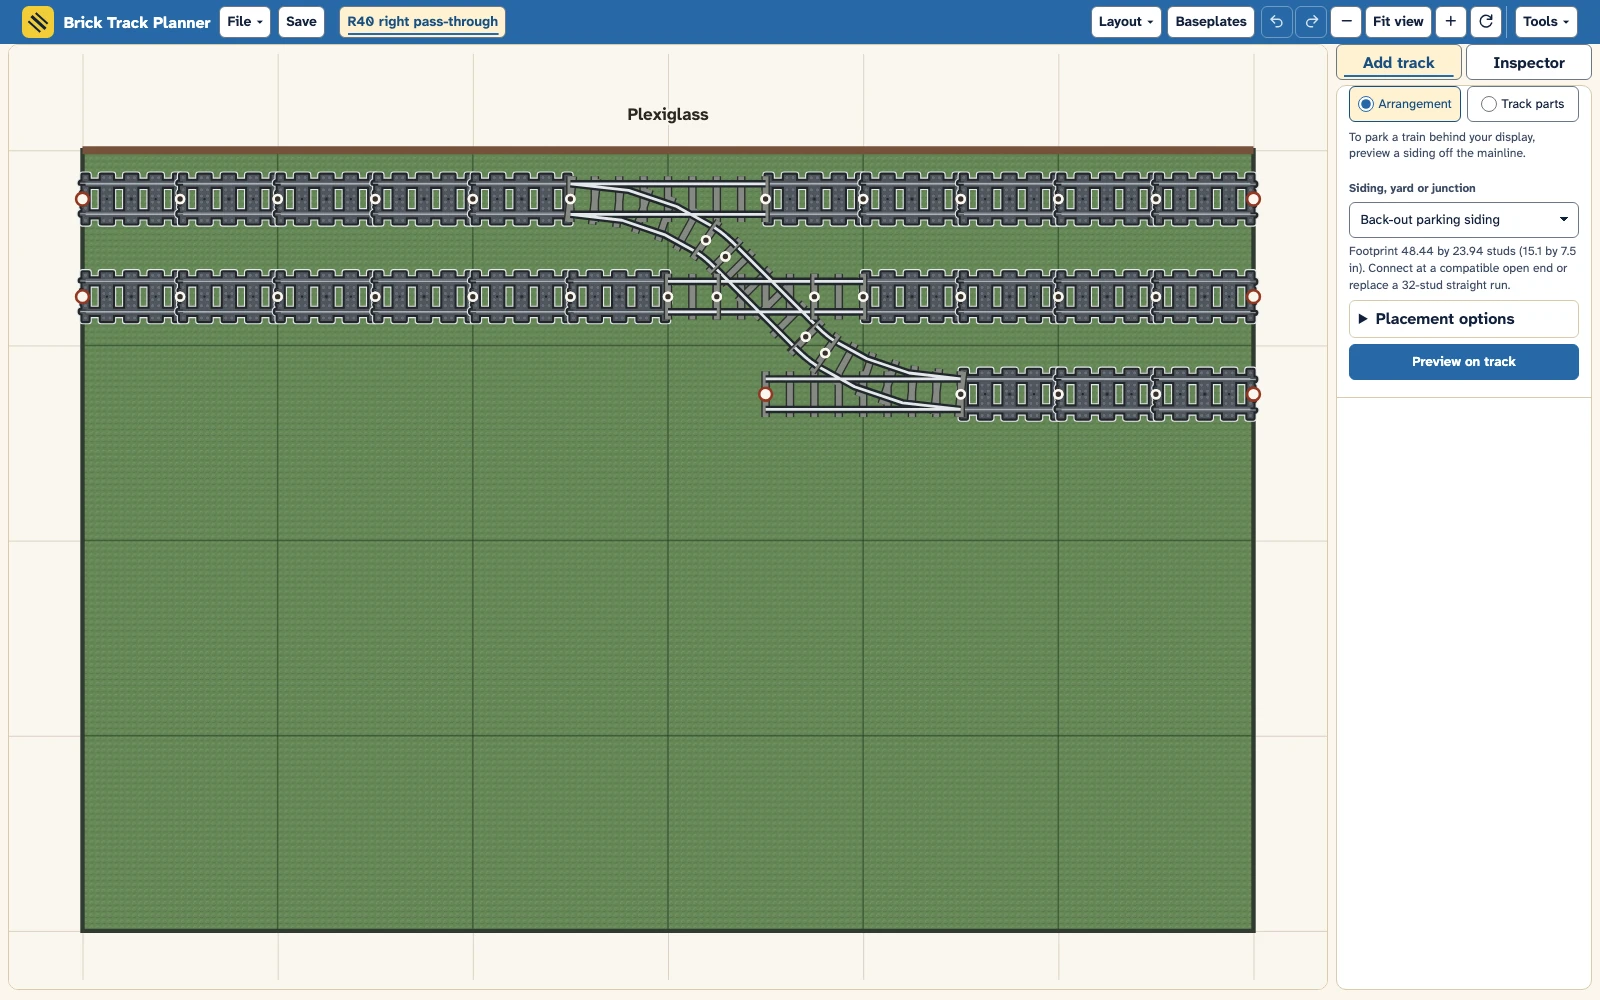 Brick Track Planner
File
Save
R40 right pass-through
Layout
Baseplates
Fit view
Tools
Add track
Inspector
Arrangement
Track parts
To park a train behind your display,
preview a siding off the mainline.
Siding, yard or junction
Back-out parking siding
Footprint 48.44 by 23.94 studs (15.1 by 7.5
in). Connect at a compatible open end or
replace a 32-stud straight run.
Placement options
Preview on track
Plexiglass